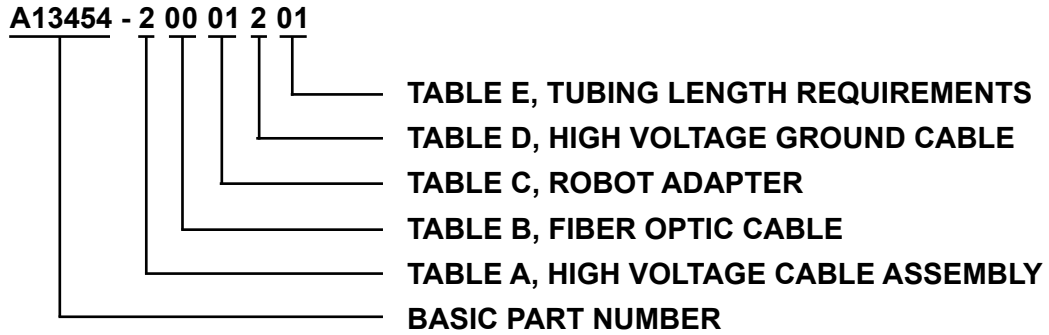 A13454 - 2 00 01 2 01
TABLE E, TUBING LENGTH REQUIREMENTS
TABLE D, HIGH VOLTAGE GROUND CABLE
TABLE C, ROBOT ADAPTER
TABLE B, FIBER OPTIC CABLE
TABLE A, HIGH VOLTAGE CABLE ASSEMBLY
BASIC PART NUMBER